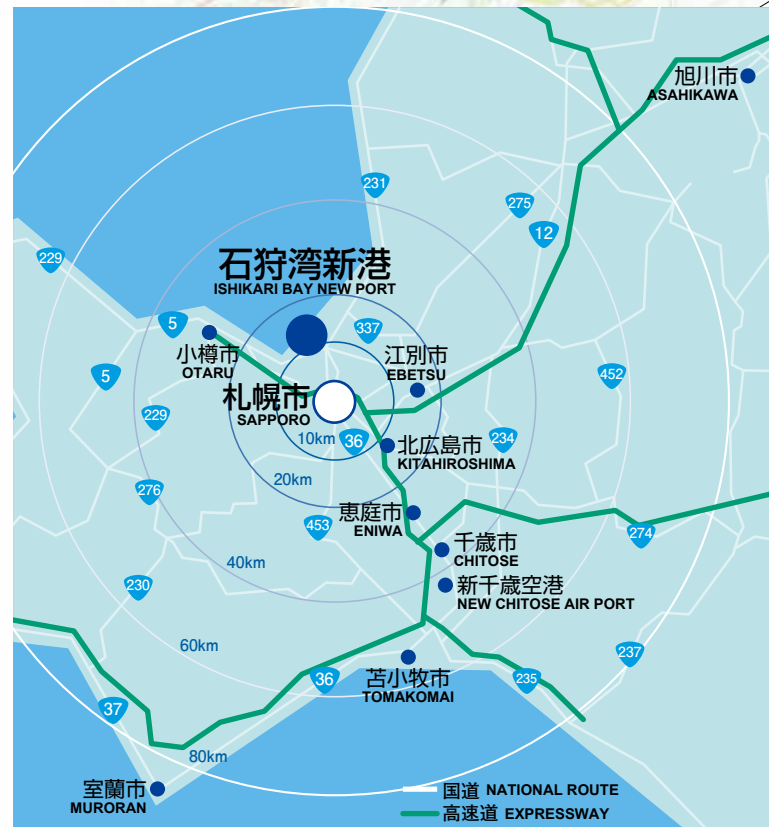 旭川市
ASAHIKAWA
231
275
12
229
石狩湾新港
ISHIKARI BAY NEW PORT
5
337
小樽市
OTARU
江別市
EBETSU
5
452
札幌市
SAPPORO
229
10km
36
234
北広島市
KITAHIROSHIMA
20km
276
恵庭市
ENIWA
453
274
千歳市
CHITOSE
40km
230
新千歳空港
NEW CHITOSE AIR PORT
60km
237
苫小牧市
TOMAKOMAI
36
235
37
80km
室蘭市
MURORAN
国道 NATIONAL ROUTE
高速道 EXPRESSWAY